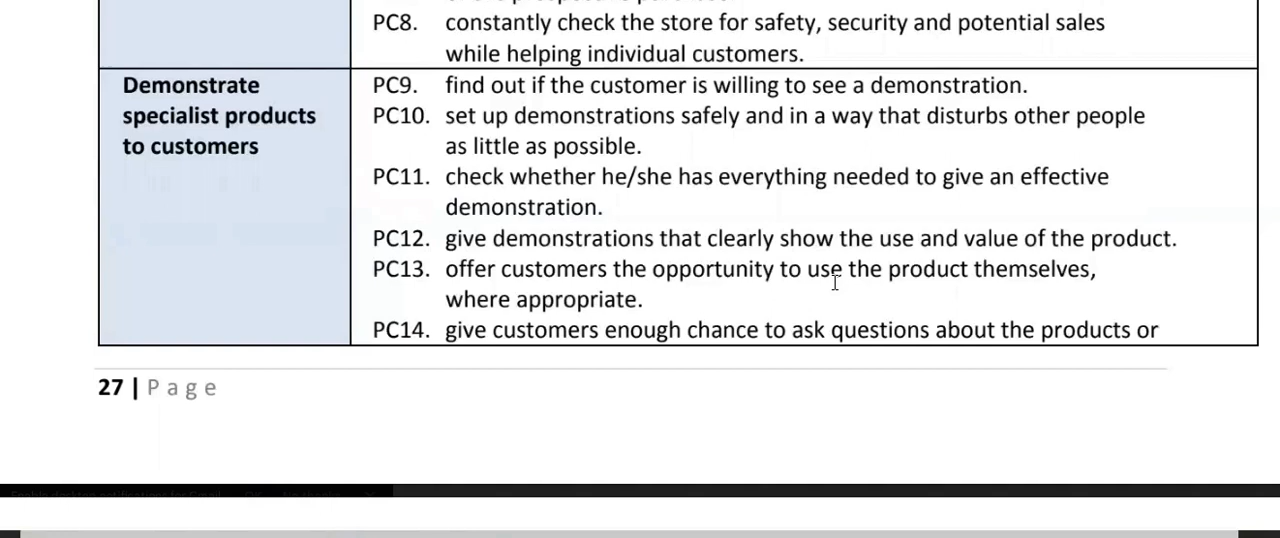 PC8. constantly check the store for safety, security and potential sales
while helping individual customers.
Demonstrate
specialist products
to customers
PC9. find out if the customer is willing to see a demonstration.
PC10. set up demonstrations safely and in a way that disturbs other people
as little as possible.
PC11. check whether he/she has everything needed to give an effective
demonstration.
PC12. give demonstrations that clearly show the use and value of the product.
PC13. offer customers the opportunity to use the product themselves,
where appropriate.
PC14. give customers enough chance to ask questions about the products or
27 | Page